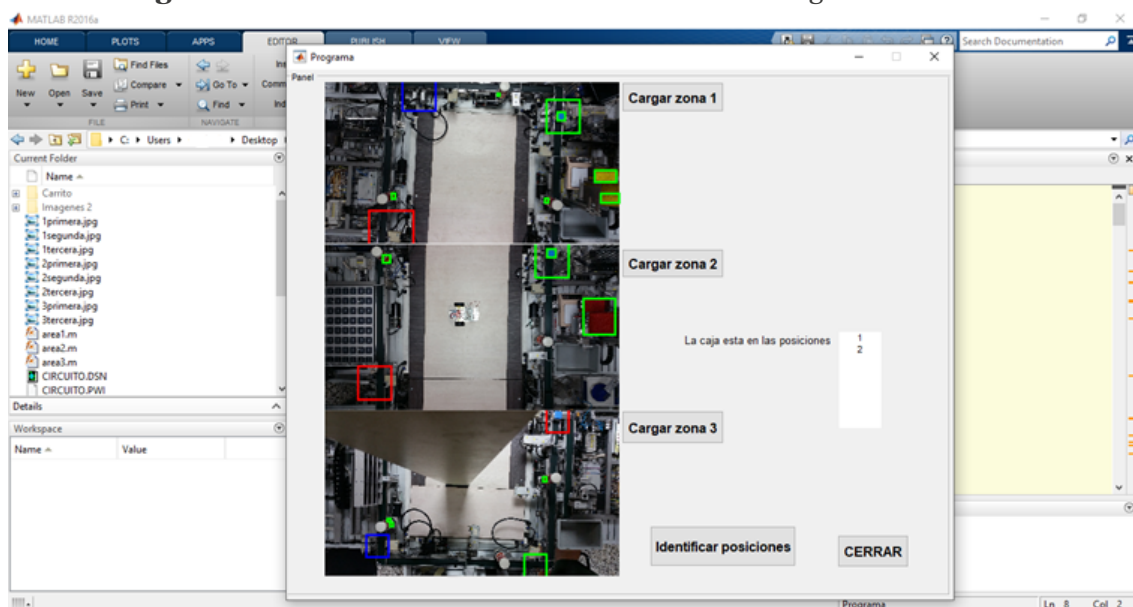 MATLAB R2016a
HOME PLOTS APPS EDITOR PUBLISH VIEW
Search Documentation
New Open Save
Find Files
Compare
Print
Go To
Find
FILE
NAVIGATE
C: Users Desktop
Current Folder
Name
Carrito
Imagenes 2
1primera.jpg
1segunda.jpg
1tercera.jpg
2primera.jpg
2segunda.jpg
2tercera.jpg
3primera.jpg
3tercera.jpg
area1.m
area2.m
area3.m
CIRCUITO.DSN
CIRCUITO.PWI
Details
Workspace
Name Value
Programa
Panel
Cargar zona 1
Cargar zona 2
La caja esta en las posiciones
1
2
Cargar zona 3
Identificar posiciones
CERRAR
Programa
Ln 8 Col 2